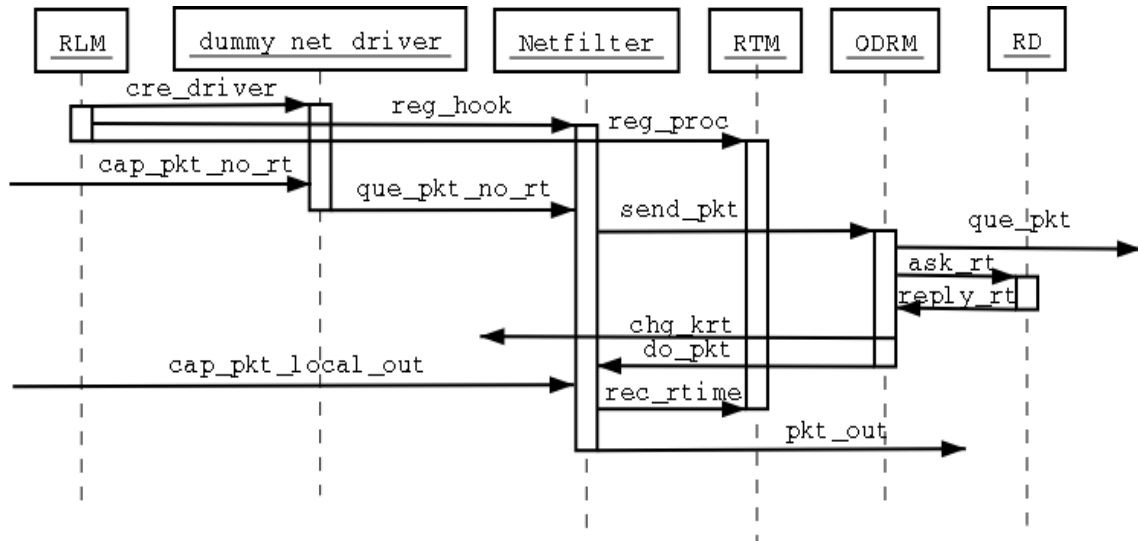 RLM
dummy net driver
Netfilter
RTM
ODRM
RD
cre_driver
reg_hook
reg_proc
cap_pkt_no_rt
que_pkt_no_rt
send_pkt
que_pkt
ask_rt
reply_rt
chg_krt
do_pkt
cap_pkt_local_out
rec_rtime
pkt_out